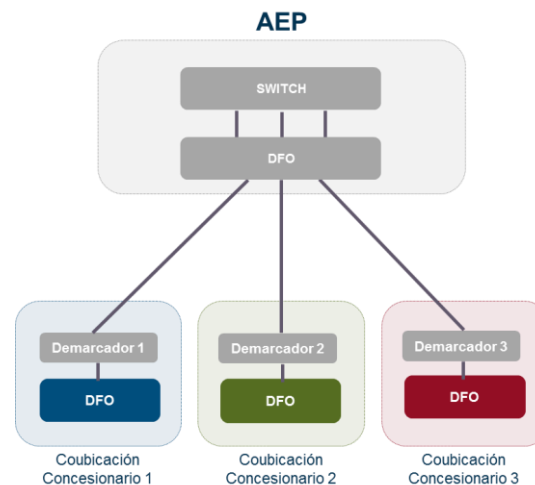 AEP
SWITCH
DFO
Demarcador 1
Demarcador 2
Demarcador 3
DFO
DFO
DFO
Coubicación
Concesionario 1
Coubicación
Concesionario 2
Coubicación
Concesionario 3